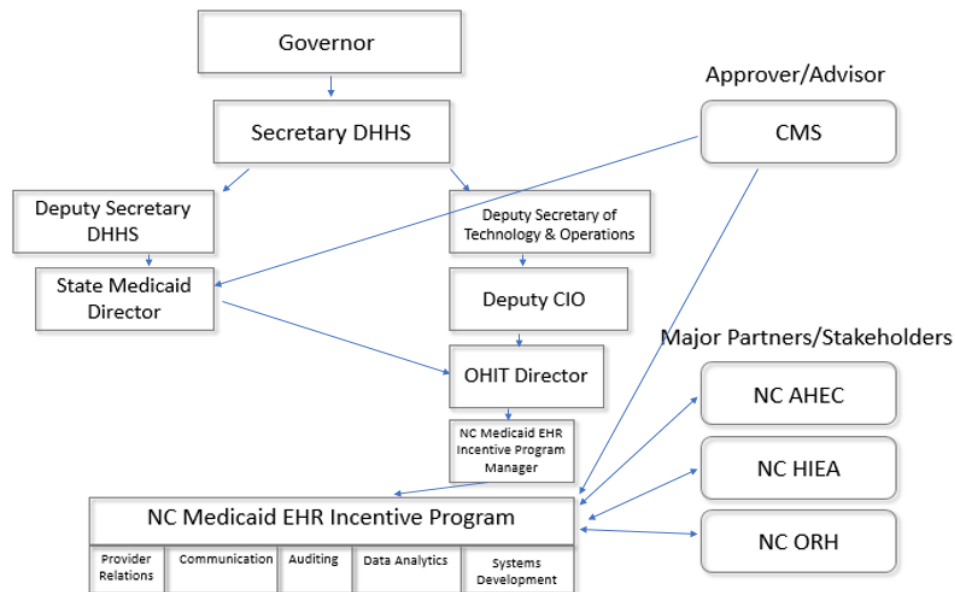 Governor
Approver/Advisor
Secretary DHHS
CMS
Deputy Secretary
DHHS
Deputy Secretary of
Technology & Operations
State Medicaid
Director
Deputy CIO
Major Partners/Stakeholders
OHIT Director
NC AHEC
NC Medicaid EHR
Incentive Program
Manager
NC HIEA
NC Medicaid EHR Incentive Program
NC ORH
Provider
Relations
Communication
Auditing
Data Analytics
Systems
Development